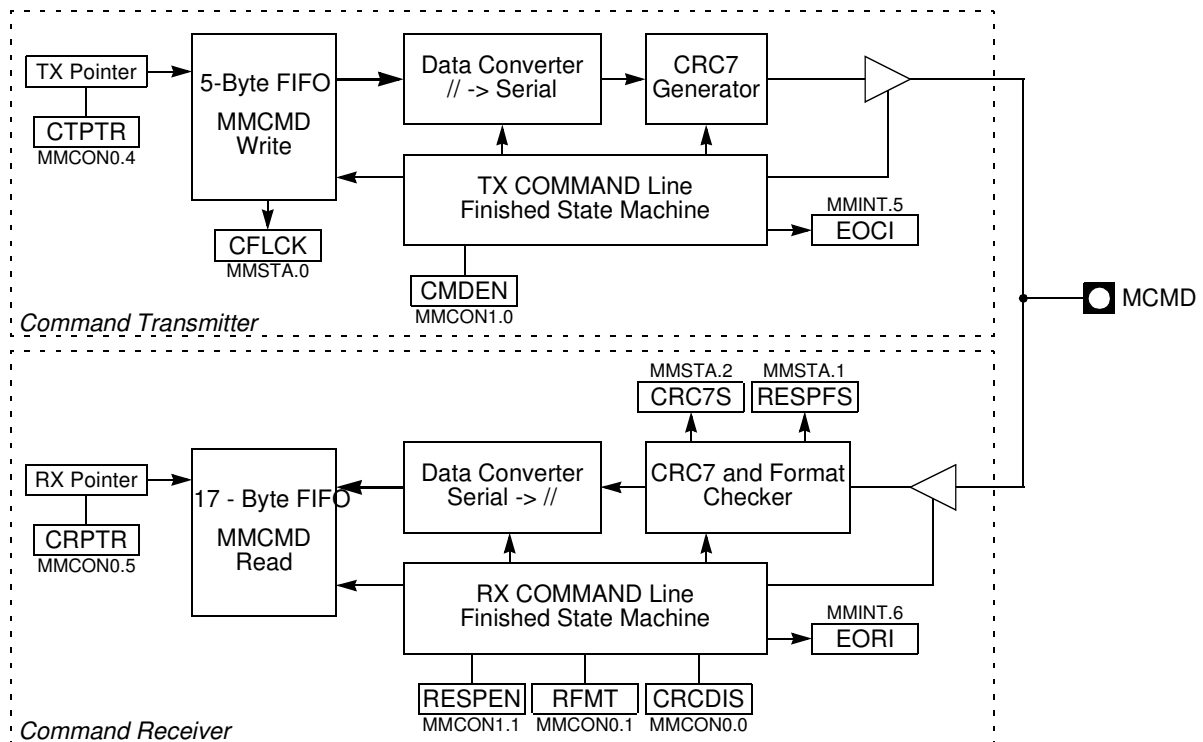 TX Pointer
CTPTR
MMCON0.4
5-Byte FIFO
MMCMD
Write
CFLCK
MMSTA.0
Data Converter
// -> Serial
CRC7
Generator
TX COMMAND Line
Finished State Machine
MMINT.5
EOCI
CMDEN
MMCON1.0
Command Transmitter
MCMD
MMSTA.2
CRC7S
MMSTA.1
RESPFS
RX Pointer
CRPTR
MMCON0.5
17 - Byte FIFO
MMCMD
Read
Data Converter
Serial -> //
CRC7 and Format
Checker
RX COMMAND Line
Finished State Machine
MMINT.6
EORI
RESPEN
MMCON1.1
RFMT
MMCON0.1
CRCDIS
MMCON0.0
Command Receiver